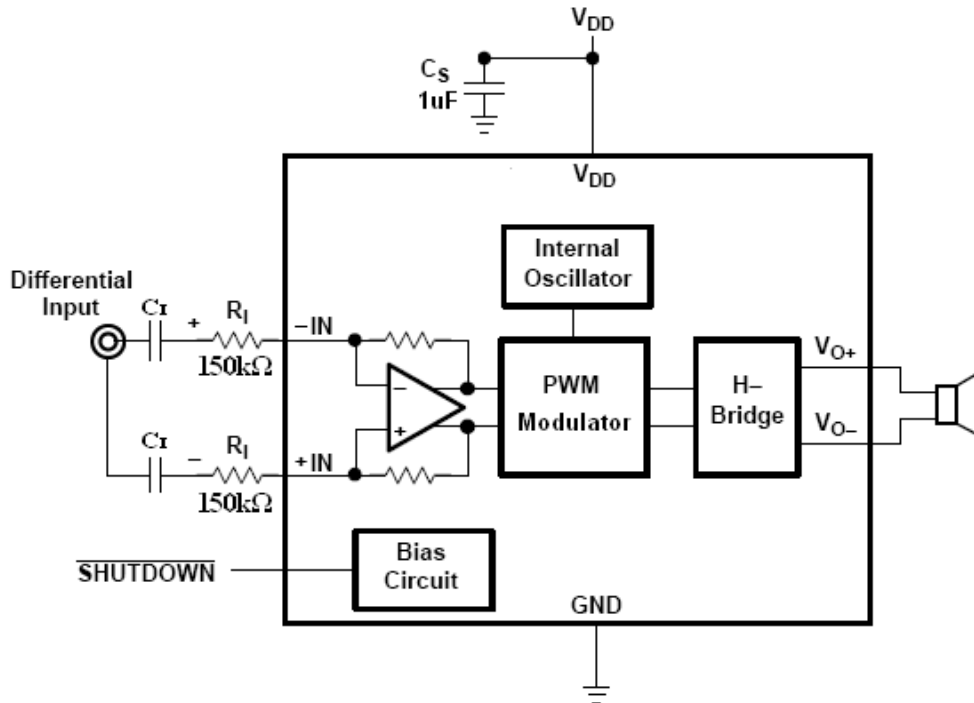 VDD
CS
1uF
VDD
Internal
Oscillator
Differential
Input
CI
+
RI
150kΩ
−IN
−
PWM
Modulator
H−
Bridge
VO+
VO−
+
CI
−
RI
150kΩ
+IN
SHUTDOWN
Bias
Circuit
GND